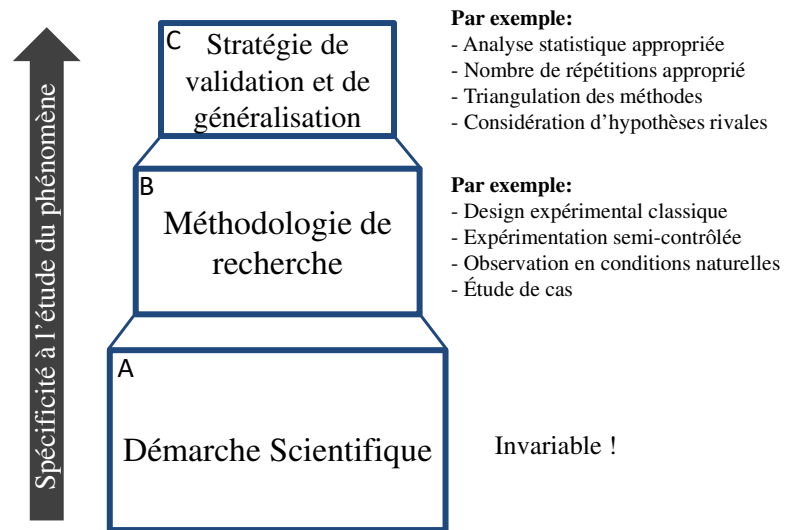 Spécificité à l'étude du phénomène
C
Stratégie de
validation et de
généralisation
Par exemple:
- Analyse statistique appropriée
- Nombre de répétitions approprié
- Triangulation des méthodes
- Considération d'hypothèses rivales
B
Méthodologie de
recherche
Par exemple:
- Design expérimental classique
- Expérimentation semi-contrôlée
- Observation en conditions naturelles
- Étude de cas
A
Démarche Scientifique
Invariable !